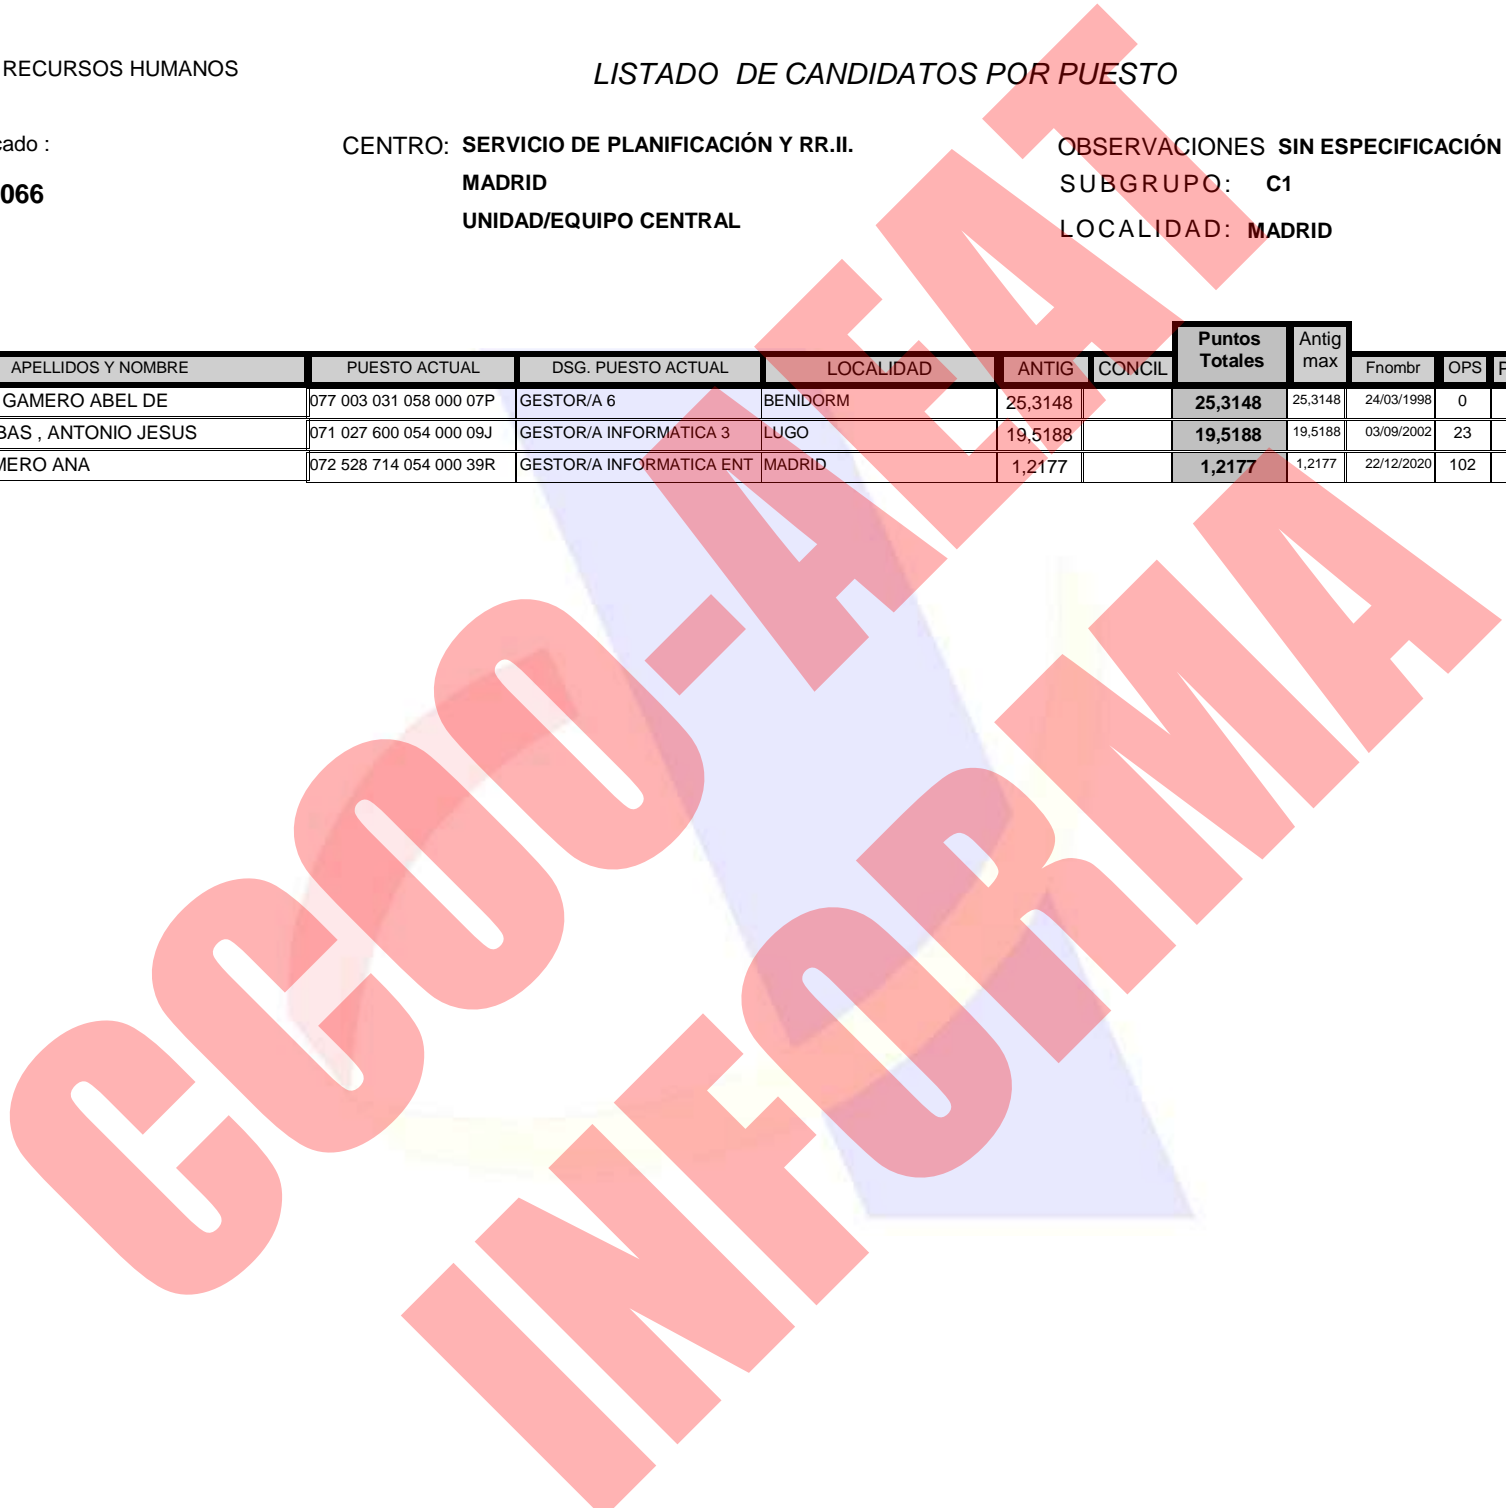 RECURSOS HUMANOS
LISTADO DE CANDIDATOS POR PUESTO
cado :
CENTRO: SERVICIO DE PLANIFICACIÓN Y RR.II.
OBSERVACIONES SIN ESPECIFICACIÓN
066
MADRID
SUBGRUPO: C1
UNIDAD/EQUIPO CENTRAL
LOCALIDAD: MADRID
APELLIDOS Y NOMBRE PUESTO ACTUAL DSG. PUESTO ACTUAL LOCALIDAD ANTIG CONCIL Puntos Totales Antig max Fnombr OPS P
GAMERO ABEL DE 077 003 031 058 000 07P GESTOR/A 6 BENIDORM 25,3148 25,3148 25,3148 24/03/1998 0
BAS , ANTONIO JESUS 071 027 600 054 000 09J GESTOR/A INFORMATICA 3 LUGO 19,5188 19,5188 19,5188 03/09/2002 23
MERO ANA 072 528 714 054 000 39R GESTOR/A INFORMATICA ENT MADRID 1,2177 1,2177 1,2177 22/12/2020 102
CCOO-AEAT
INFORMA